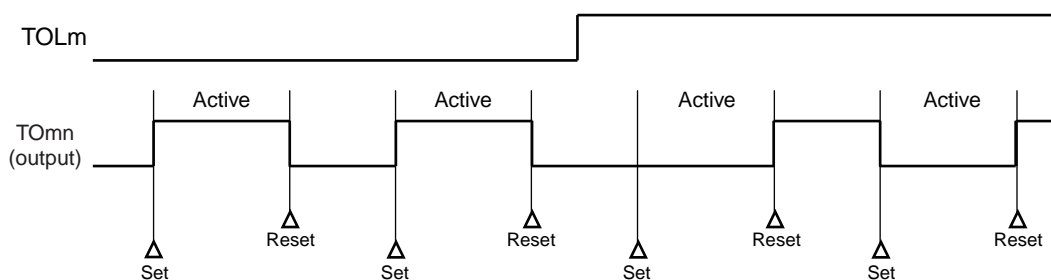 TOLm
Active Active Active Active
TOmn
(output)
Reset Reset Reset Reset
Set Set Set Set